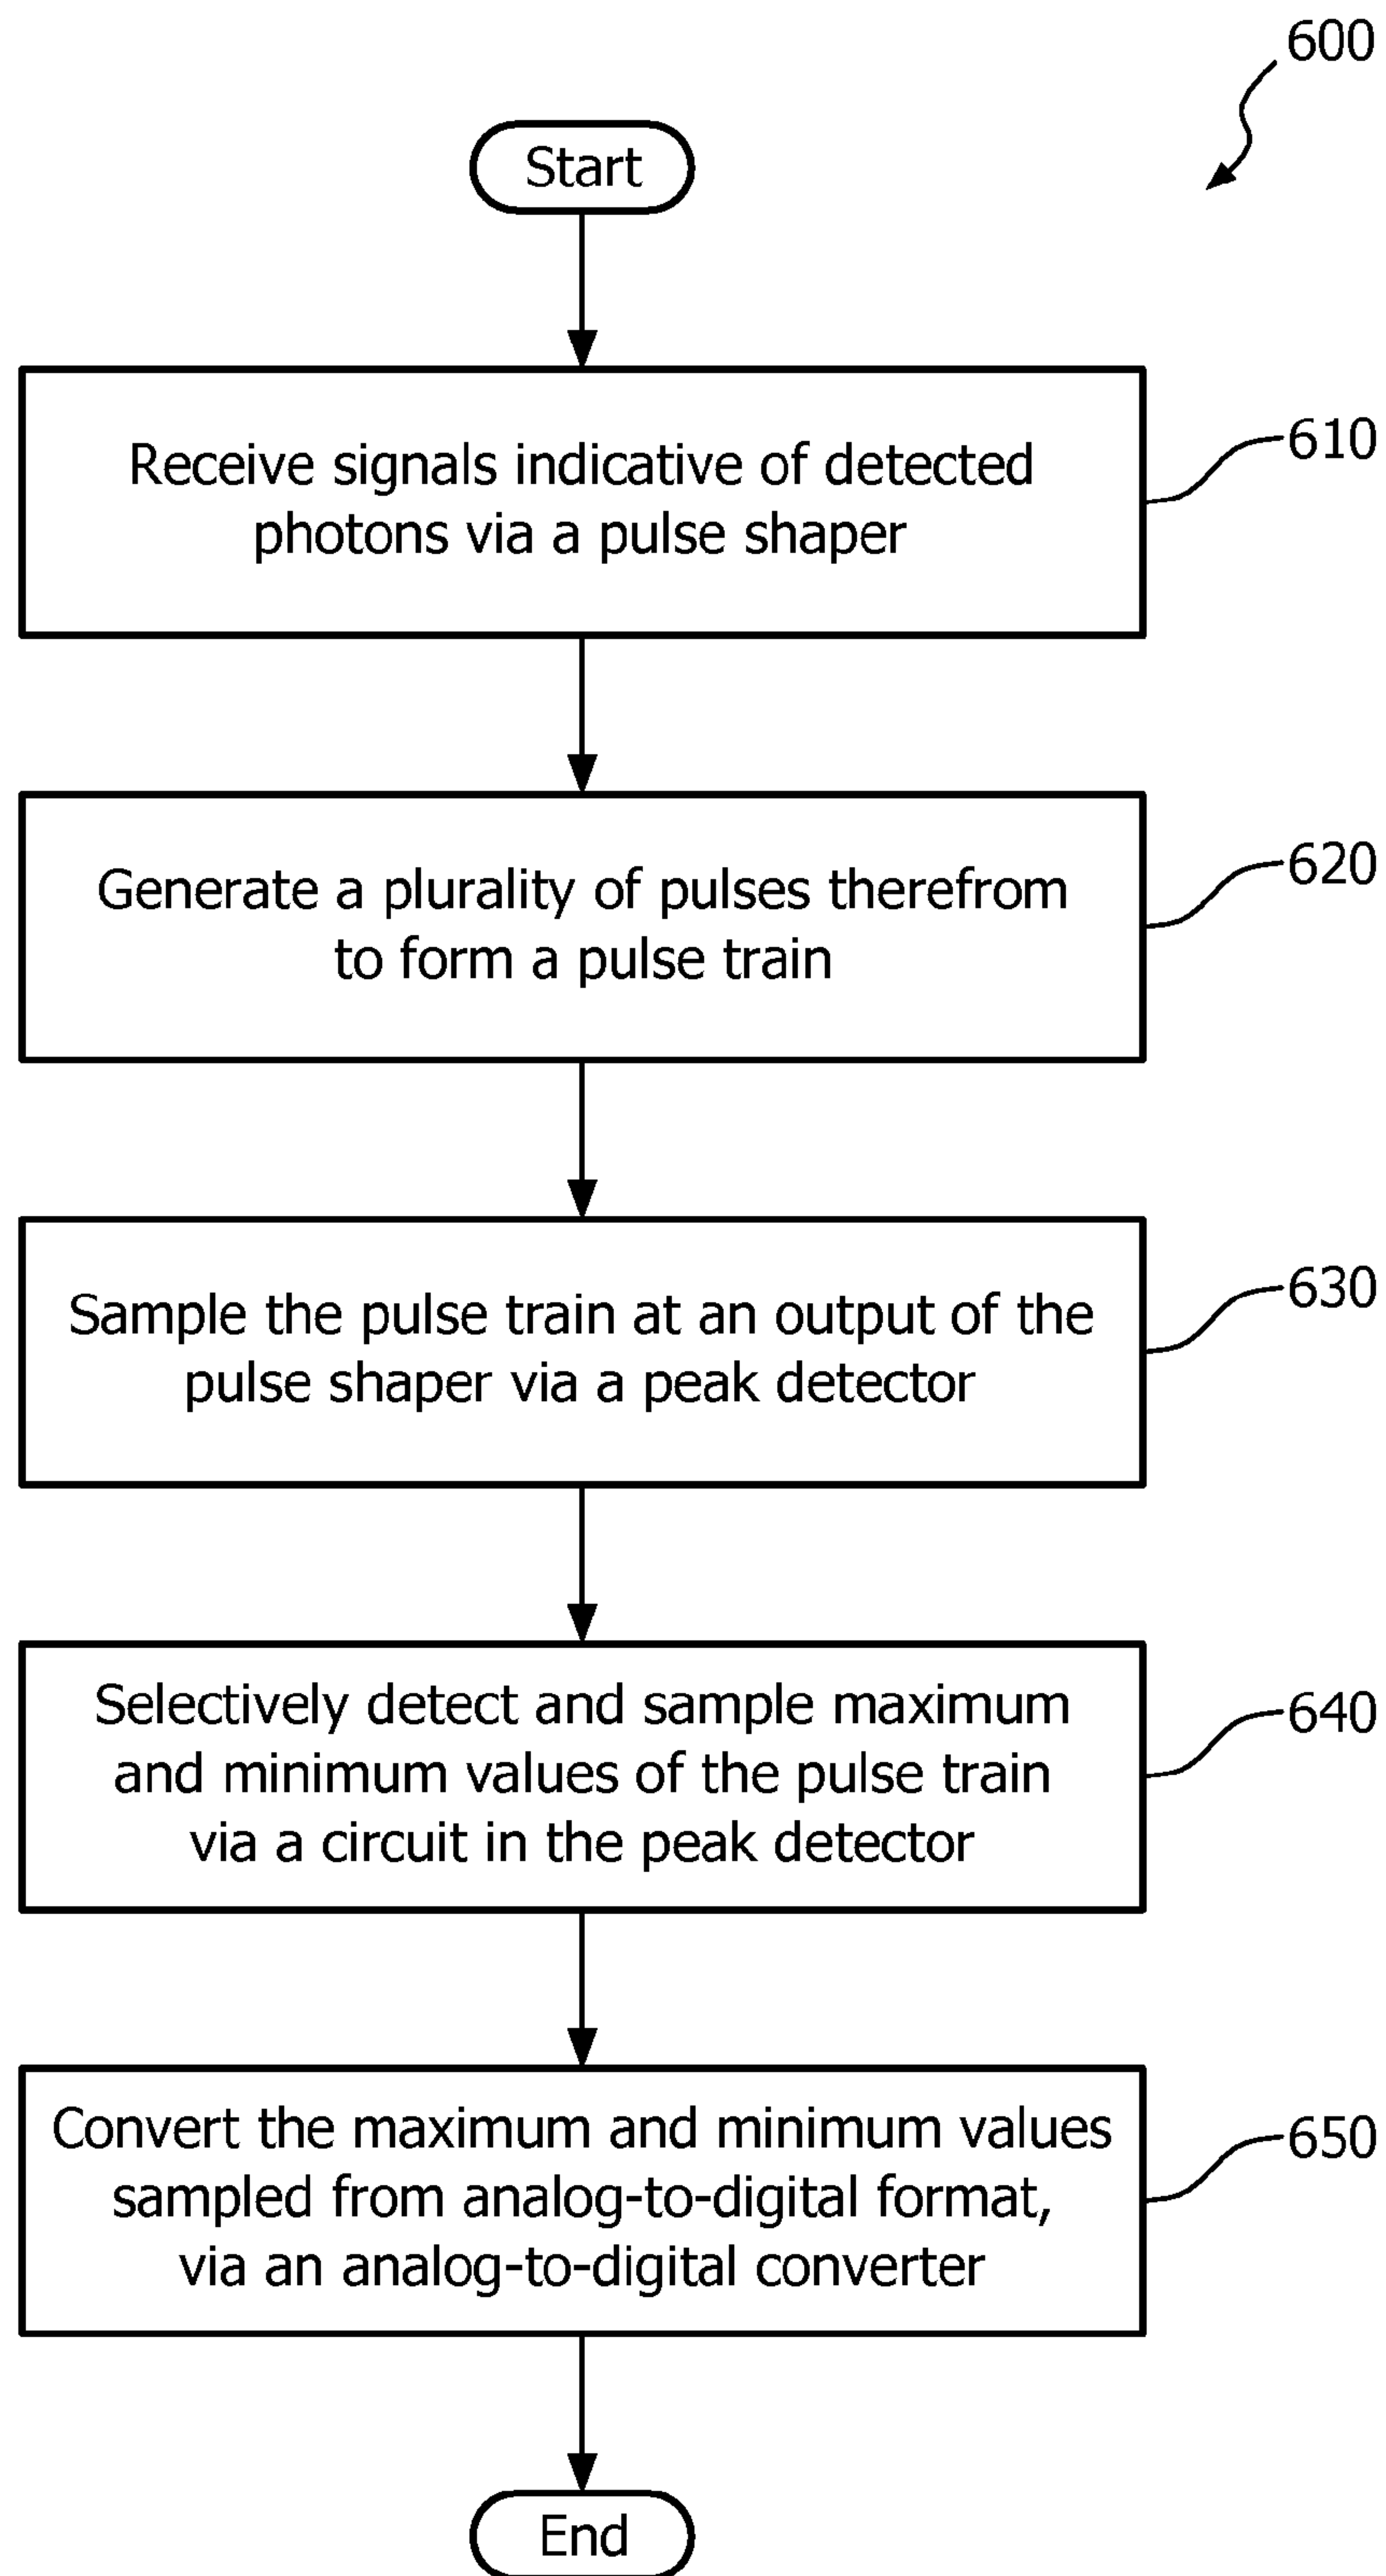 600
Start
Receive signals indicative of detected
photons via a pulse shaper
610
Generate a plurality of pulses therefrom
to form a pulse train
620
Sample the pulse train at an output of the
pulse shaper via a peak detector
630
Selectively detect and sample maximum
and minimum values of the pulse train
via a circuit in the peak detector
640
Convert the maximum and minimum values
sampled from analog-to-digital format,
via an analog-to-digital converter
650
End